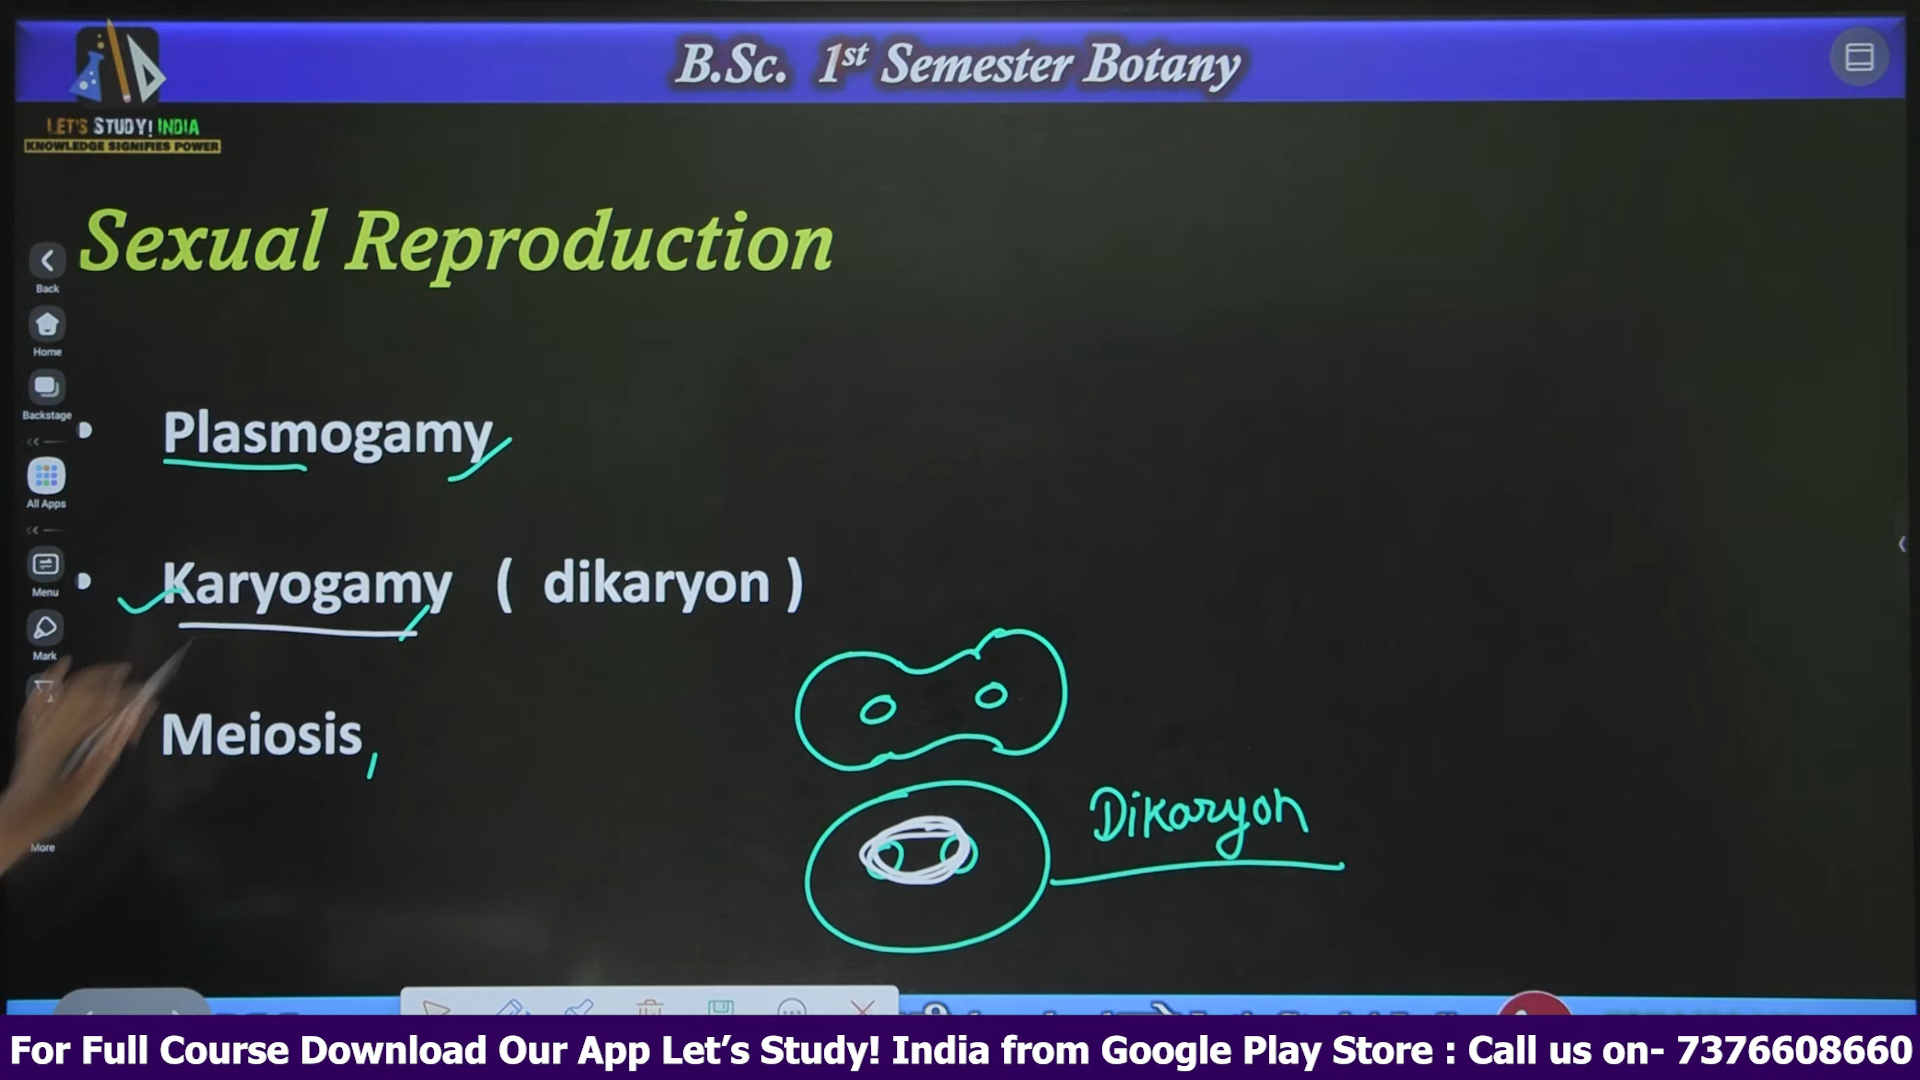 B.Sc. 1st Semester Botany
LET'S STUDY! INDIA
KNOWLEDGE SIGNIFIES POWER
Sexual Reproduction
Back
Home
Backstage
All Apps
Menu
Mark
More
Plasmogamy
Karyogamy ( dikaryon )
Meiosis
Dikaryon
For Full Course Download Our App Let's Study! India from Google Play Store : Call us on- 7376608660